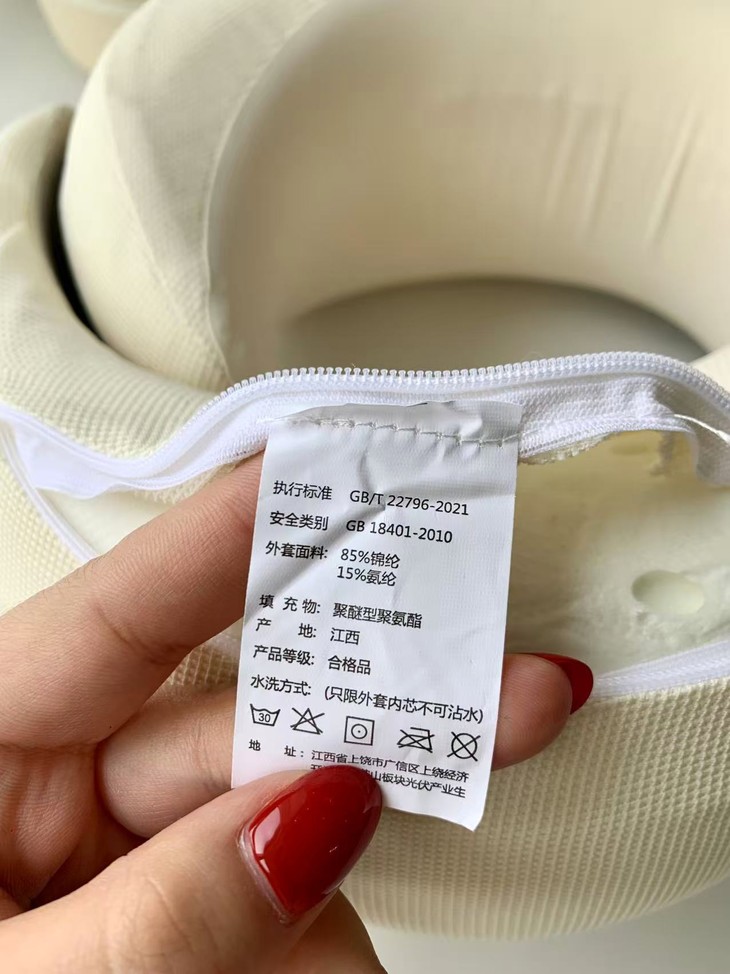 执行标准 GB/T 22796-2021
安全类别 GB 18401-2010
外套面料: 85%锦纶
15%氨纶
填 充 物: 聚醚型聚氨酯
产 地: 江西
产品等级: 合格品
水洗方式: (只限外套内芯不可沾水)
30
地 址: 江西省上饶市广信区上绕经济
山板块光伏产业生